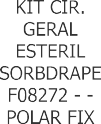 KIT CIR.
GERAL
ESTERIL
SORBDRAPE
F08272 - -
POLAR FIX